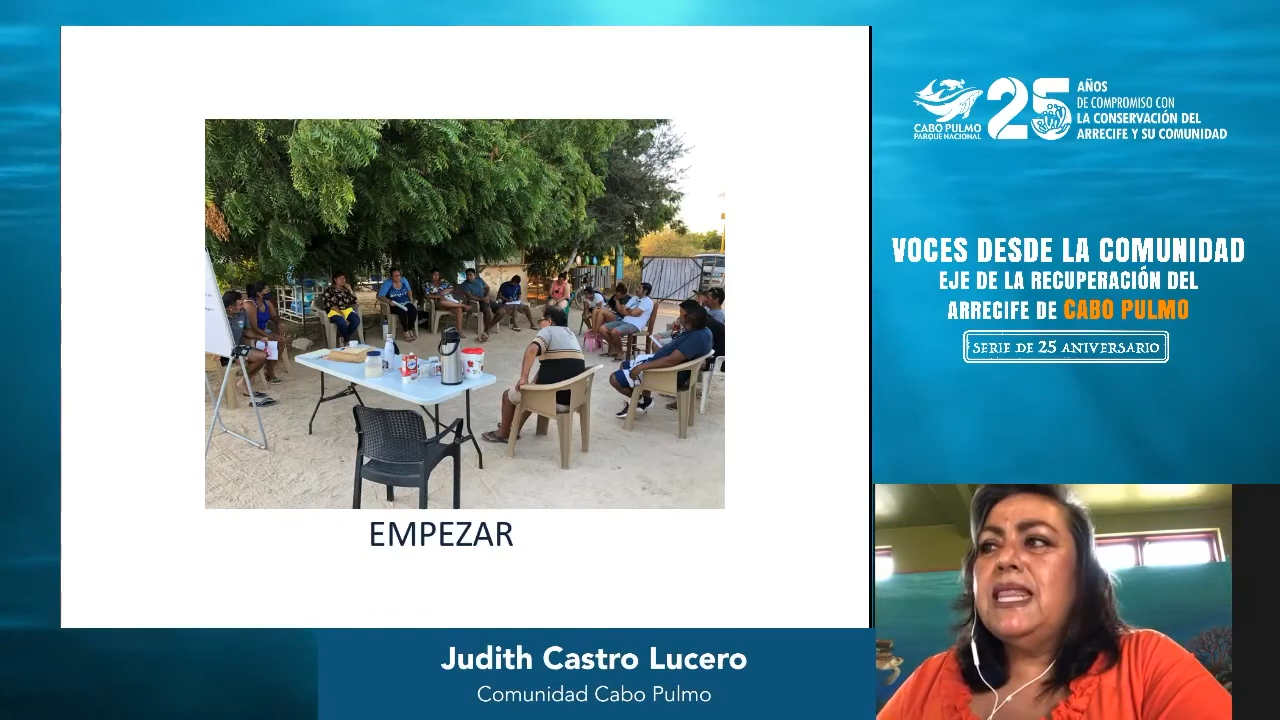 EMPEZAR
CABO PULMO
PARQUE NACIONAL
25
AÑOS
DE COMPROMISO CON
LA CONSERVACIÓN DEL
ARRECIFE Y SU COMUNIDAD
VOCES DESDE LA COMUNIDAD
EJE DE LA RECUPERACIÓN DEL
ARRECIFE DE CABO PULMO
SERIE DE 25 ANIVERSARIO
Judith Castro Lucero
Comunidad Cabo Pulmo